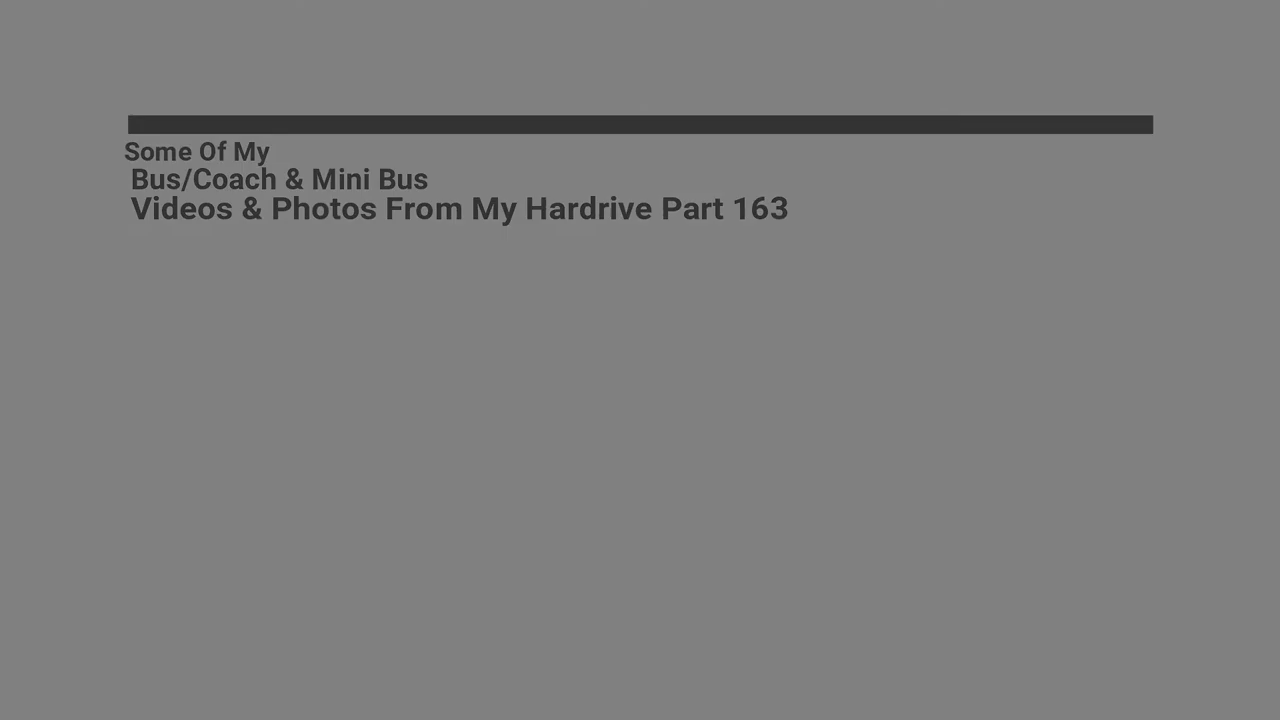 Some Of My
Bus/Coach & Mini Bus
Videos & Photos From My Hardrive Part 163